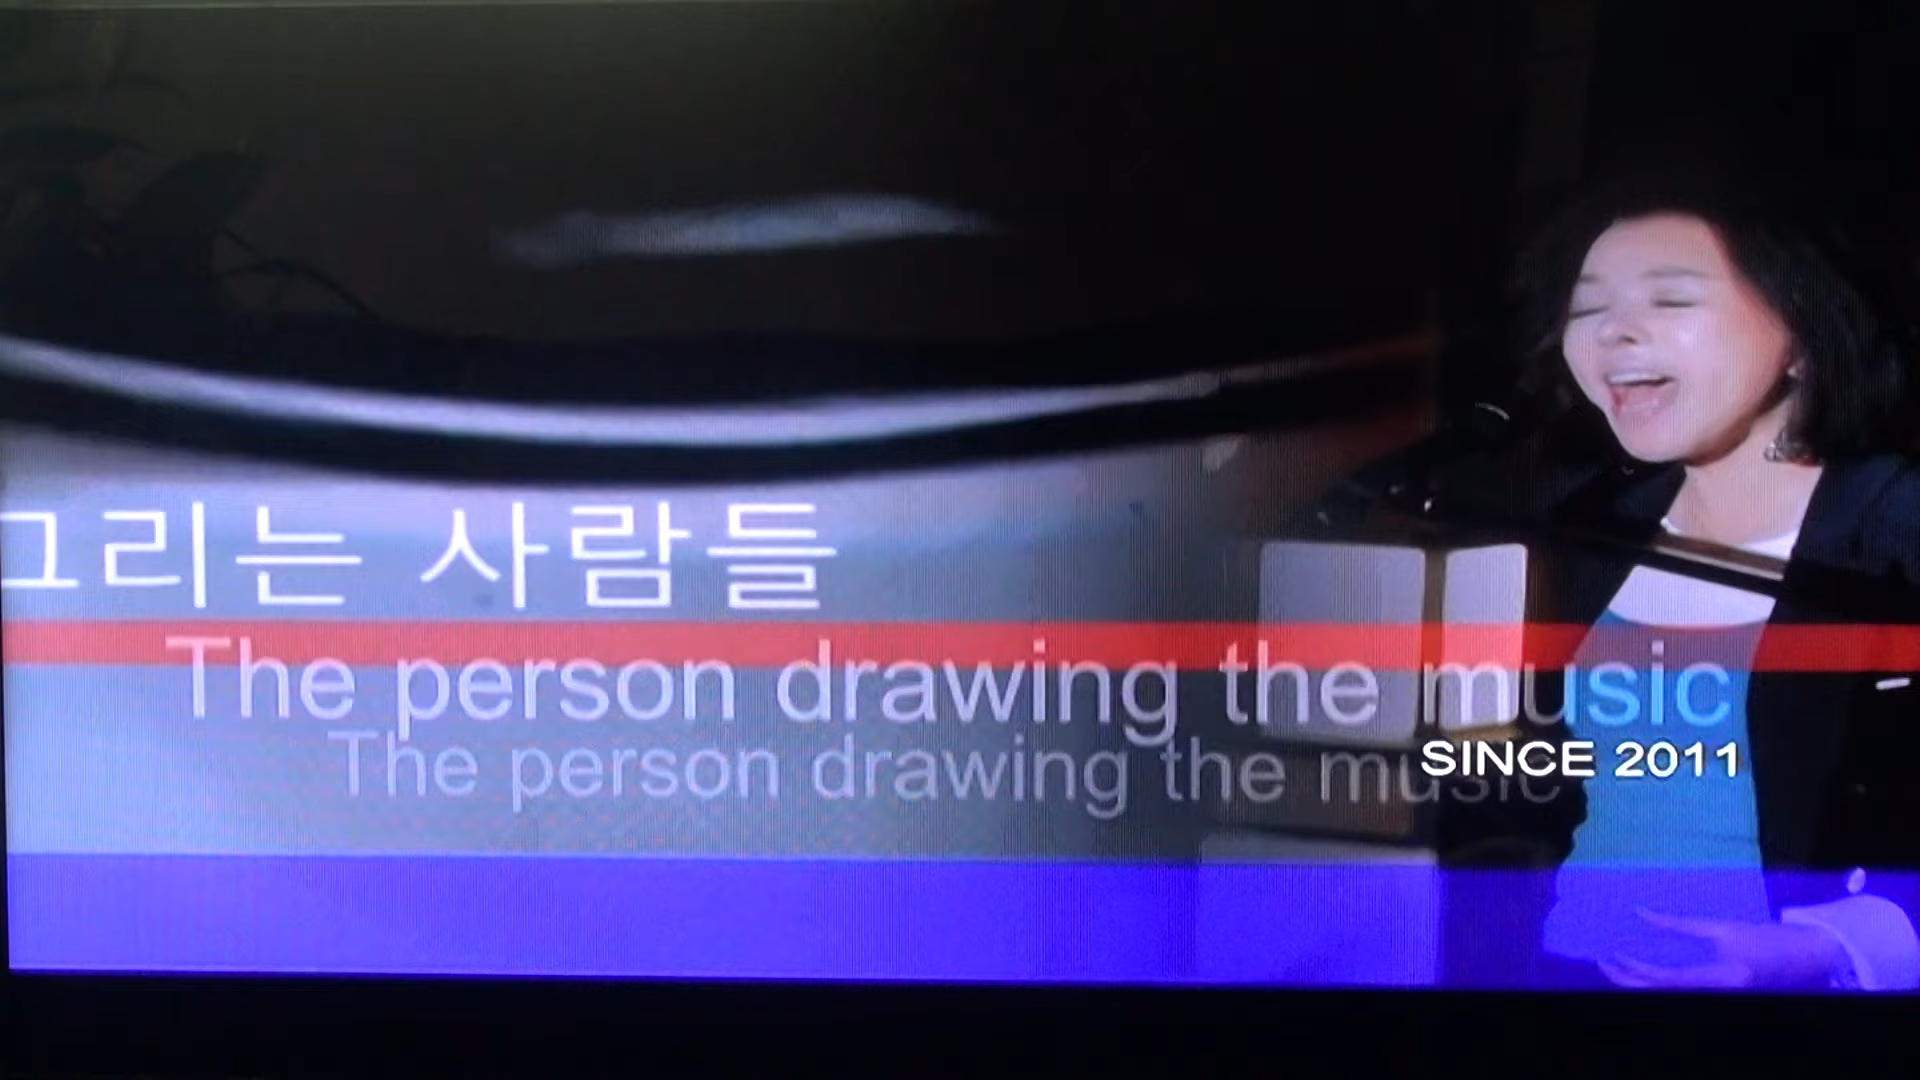 그리는 사람들
The person drawing the music
The person drawing the music
SINCE 2011